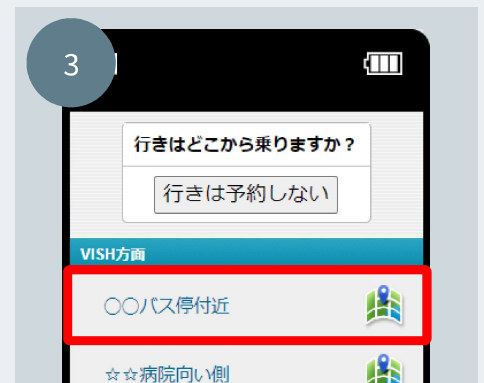 3
行きはどこから乗りますか？
行きは予約しない
VISH方面
○○バス停付近
☆☆病院向い側